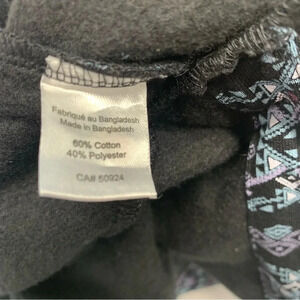 Fabriqué au Bangladesh
Made in Bangladesh
60% Cotton
40% Polyester
CA# 50924